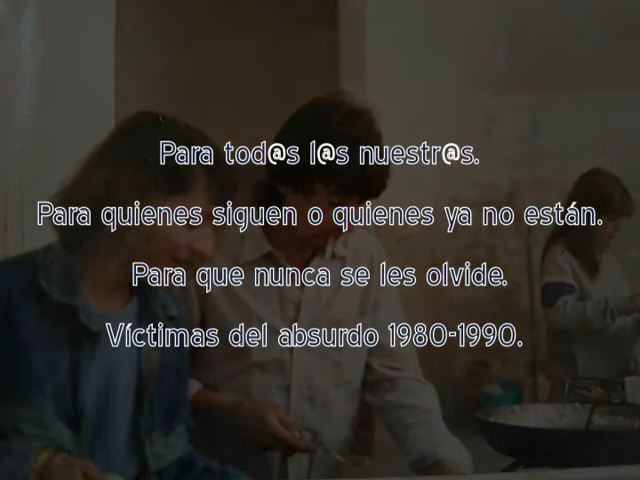 Para tod@s l@s nuestr@s.
Para quienes siguen o quienes ya no están.
Para que nunca se les olvide.
Víctimas del absurdo 1980-1990.